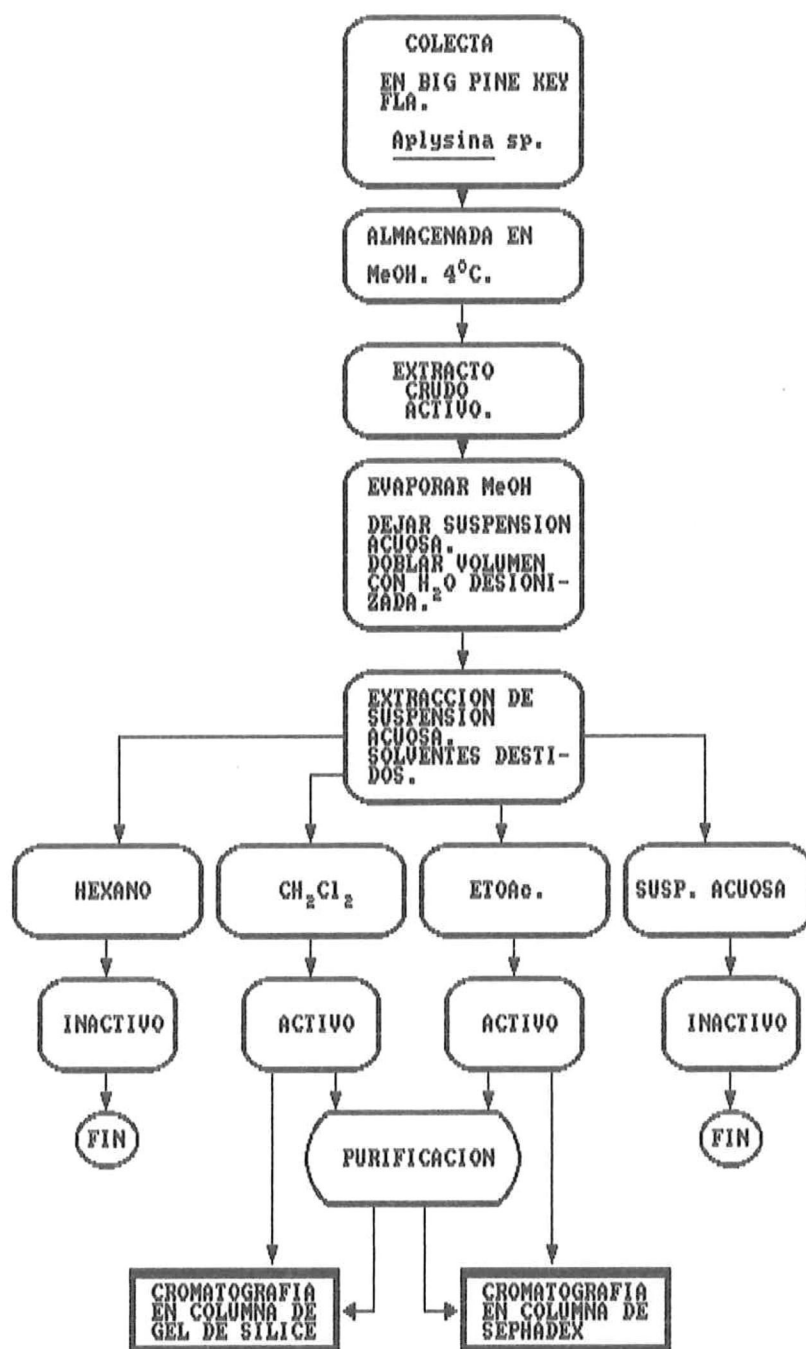 COLECTA
EN BIG PINE KEY
FLA.
Aplysina sp.
ALMACENADA EN
MeOH. 4°C.
EXTRACTO
CRUDO
ACTIVO.
EVAPORAR MeOH
DEJAR SUSPENSION
ACUOSA.
DOBLAR VOLUMEN
CON H₂O DESIONI-
ZADA.
EXTRACCION DE
SUSPENSION
ACUOSA.
SOLVENTES DESTI-
DOS.
HEXANO
CH₂Cl₂
ETOAc.
SUSP. ACUOSA
INACTIVO
ACTIVO
ACTIVO
INACTIVO
FIN
FIN
PURIFICACION
CROMATOGRAFIA
EN COLUMNA DE
GEL DE SILICE
CROMATOGRAFIA
EN COLUMNA DE
SEPHADEX